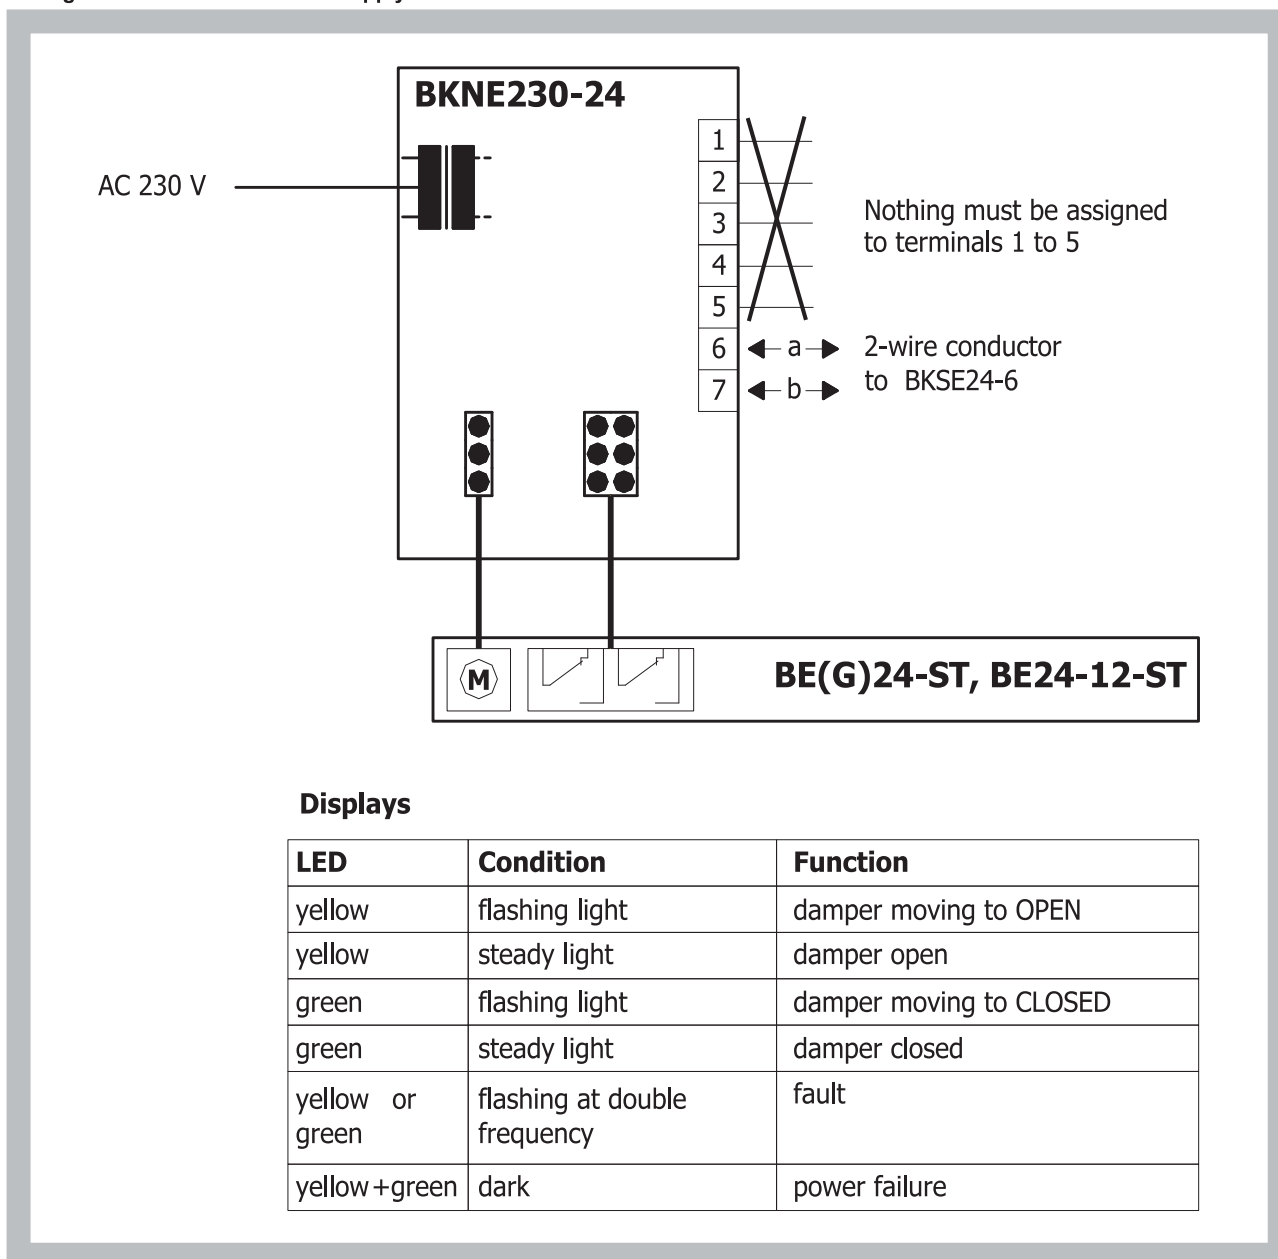 BKNE230-24
AC 230 V
1
2
3
4
5
6
7
Nothing must be assigned
to terminals 1 to 5
a
2-wire conductor
b
to BKSE24-6
M
BE(G)24-ST, BE24-12-ST
Displays
LED Condition Function
yellow flashing light damper moving to OPEN
yellow steady light damper open
green flashing light damper moving to CLOSED
green steady light damper closed
yellow or flashing at double fault
green frequency
yellow+green dark power failure